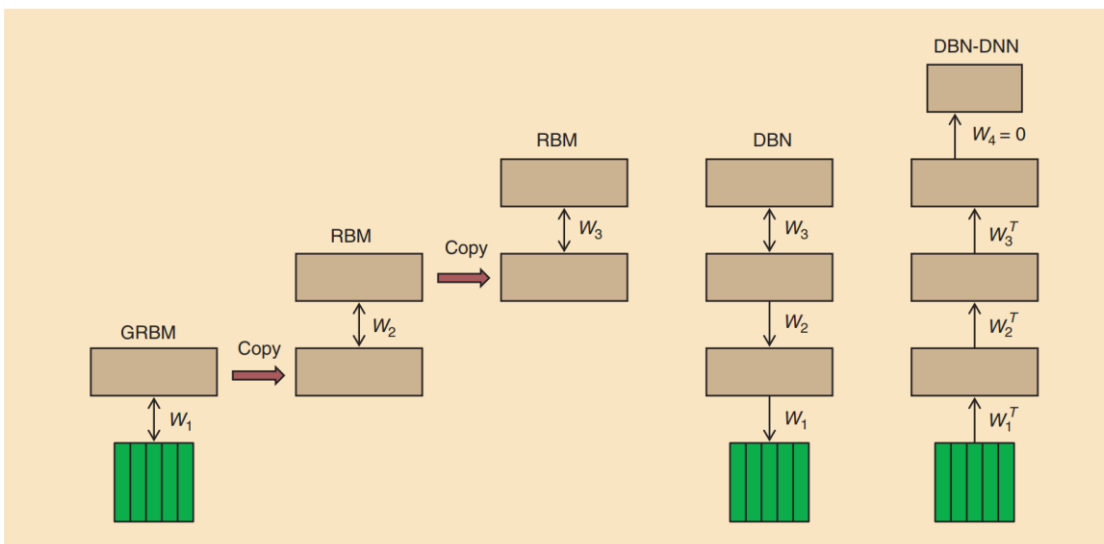 GRBM
W₁
Copy
RBM
W₂
Copy
RBM
W₃
DBN
W₃
W₂
W₁
DBN-DNN
W₄ = 0
W₃ᵀ
W₂ᵀ
W₁ᵀ